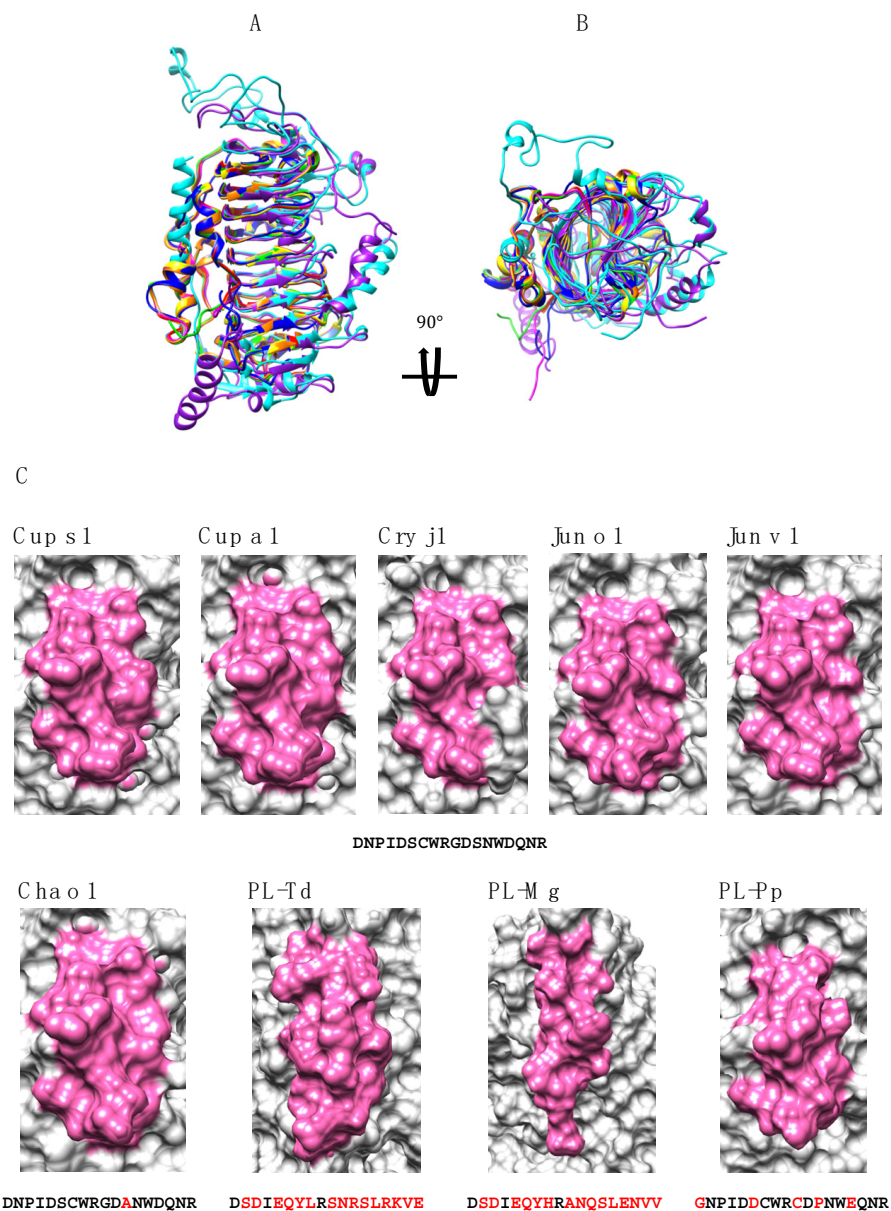 A B
90°
C
Cup s 1 Cup a 1 Cry j 1 Jun o 1 Jun v 1
DNPIDSCWRGDSNWDQNR
Cha o 1 PL-Td PL-Mg PL-Pp
DNPIDSCWRGDANWDQNR DSDIEQYLRSNRSLRKVE DSDIEQYHRANQSLENVV GNPIDDCWRCDPNWEQNR